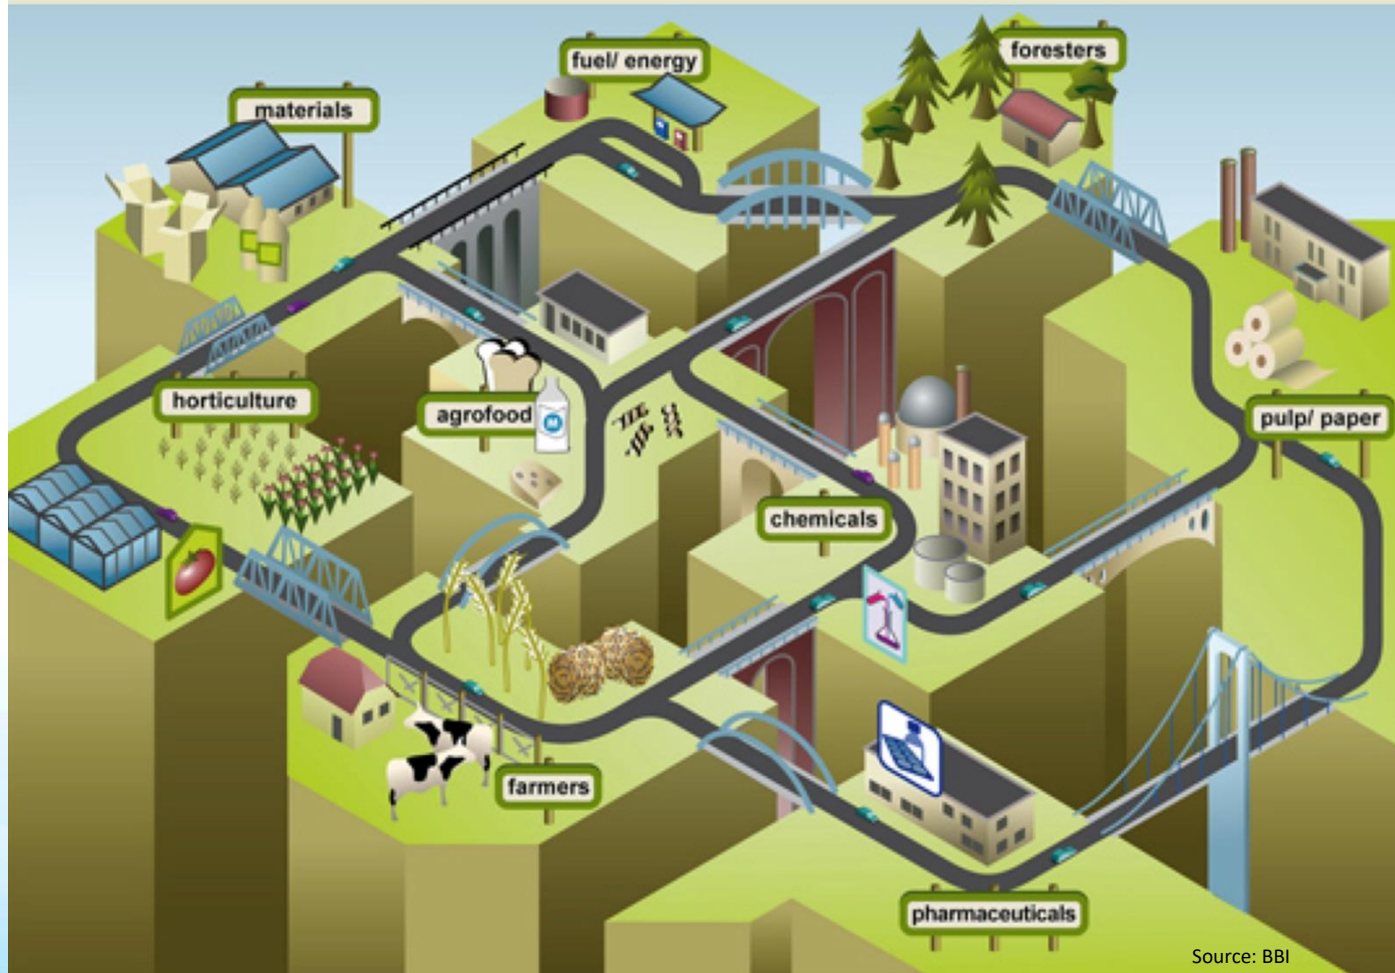 fuel/ energy
foresters
materials
horticulture
agrofood
M
pulp/ paper
chemicals
farmers
pharmaceuticals
Source: BBI